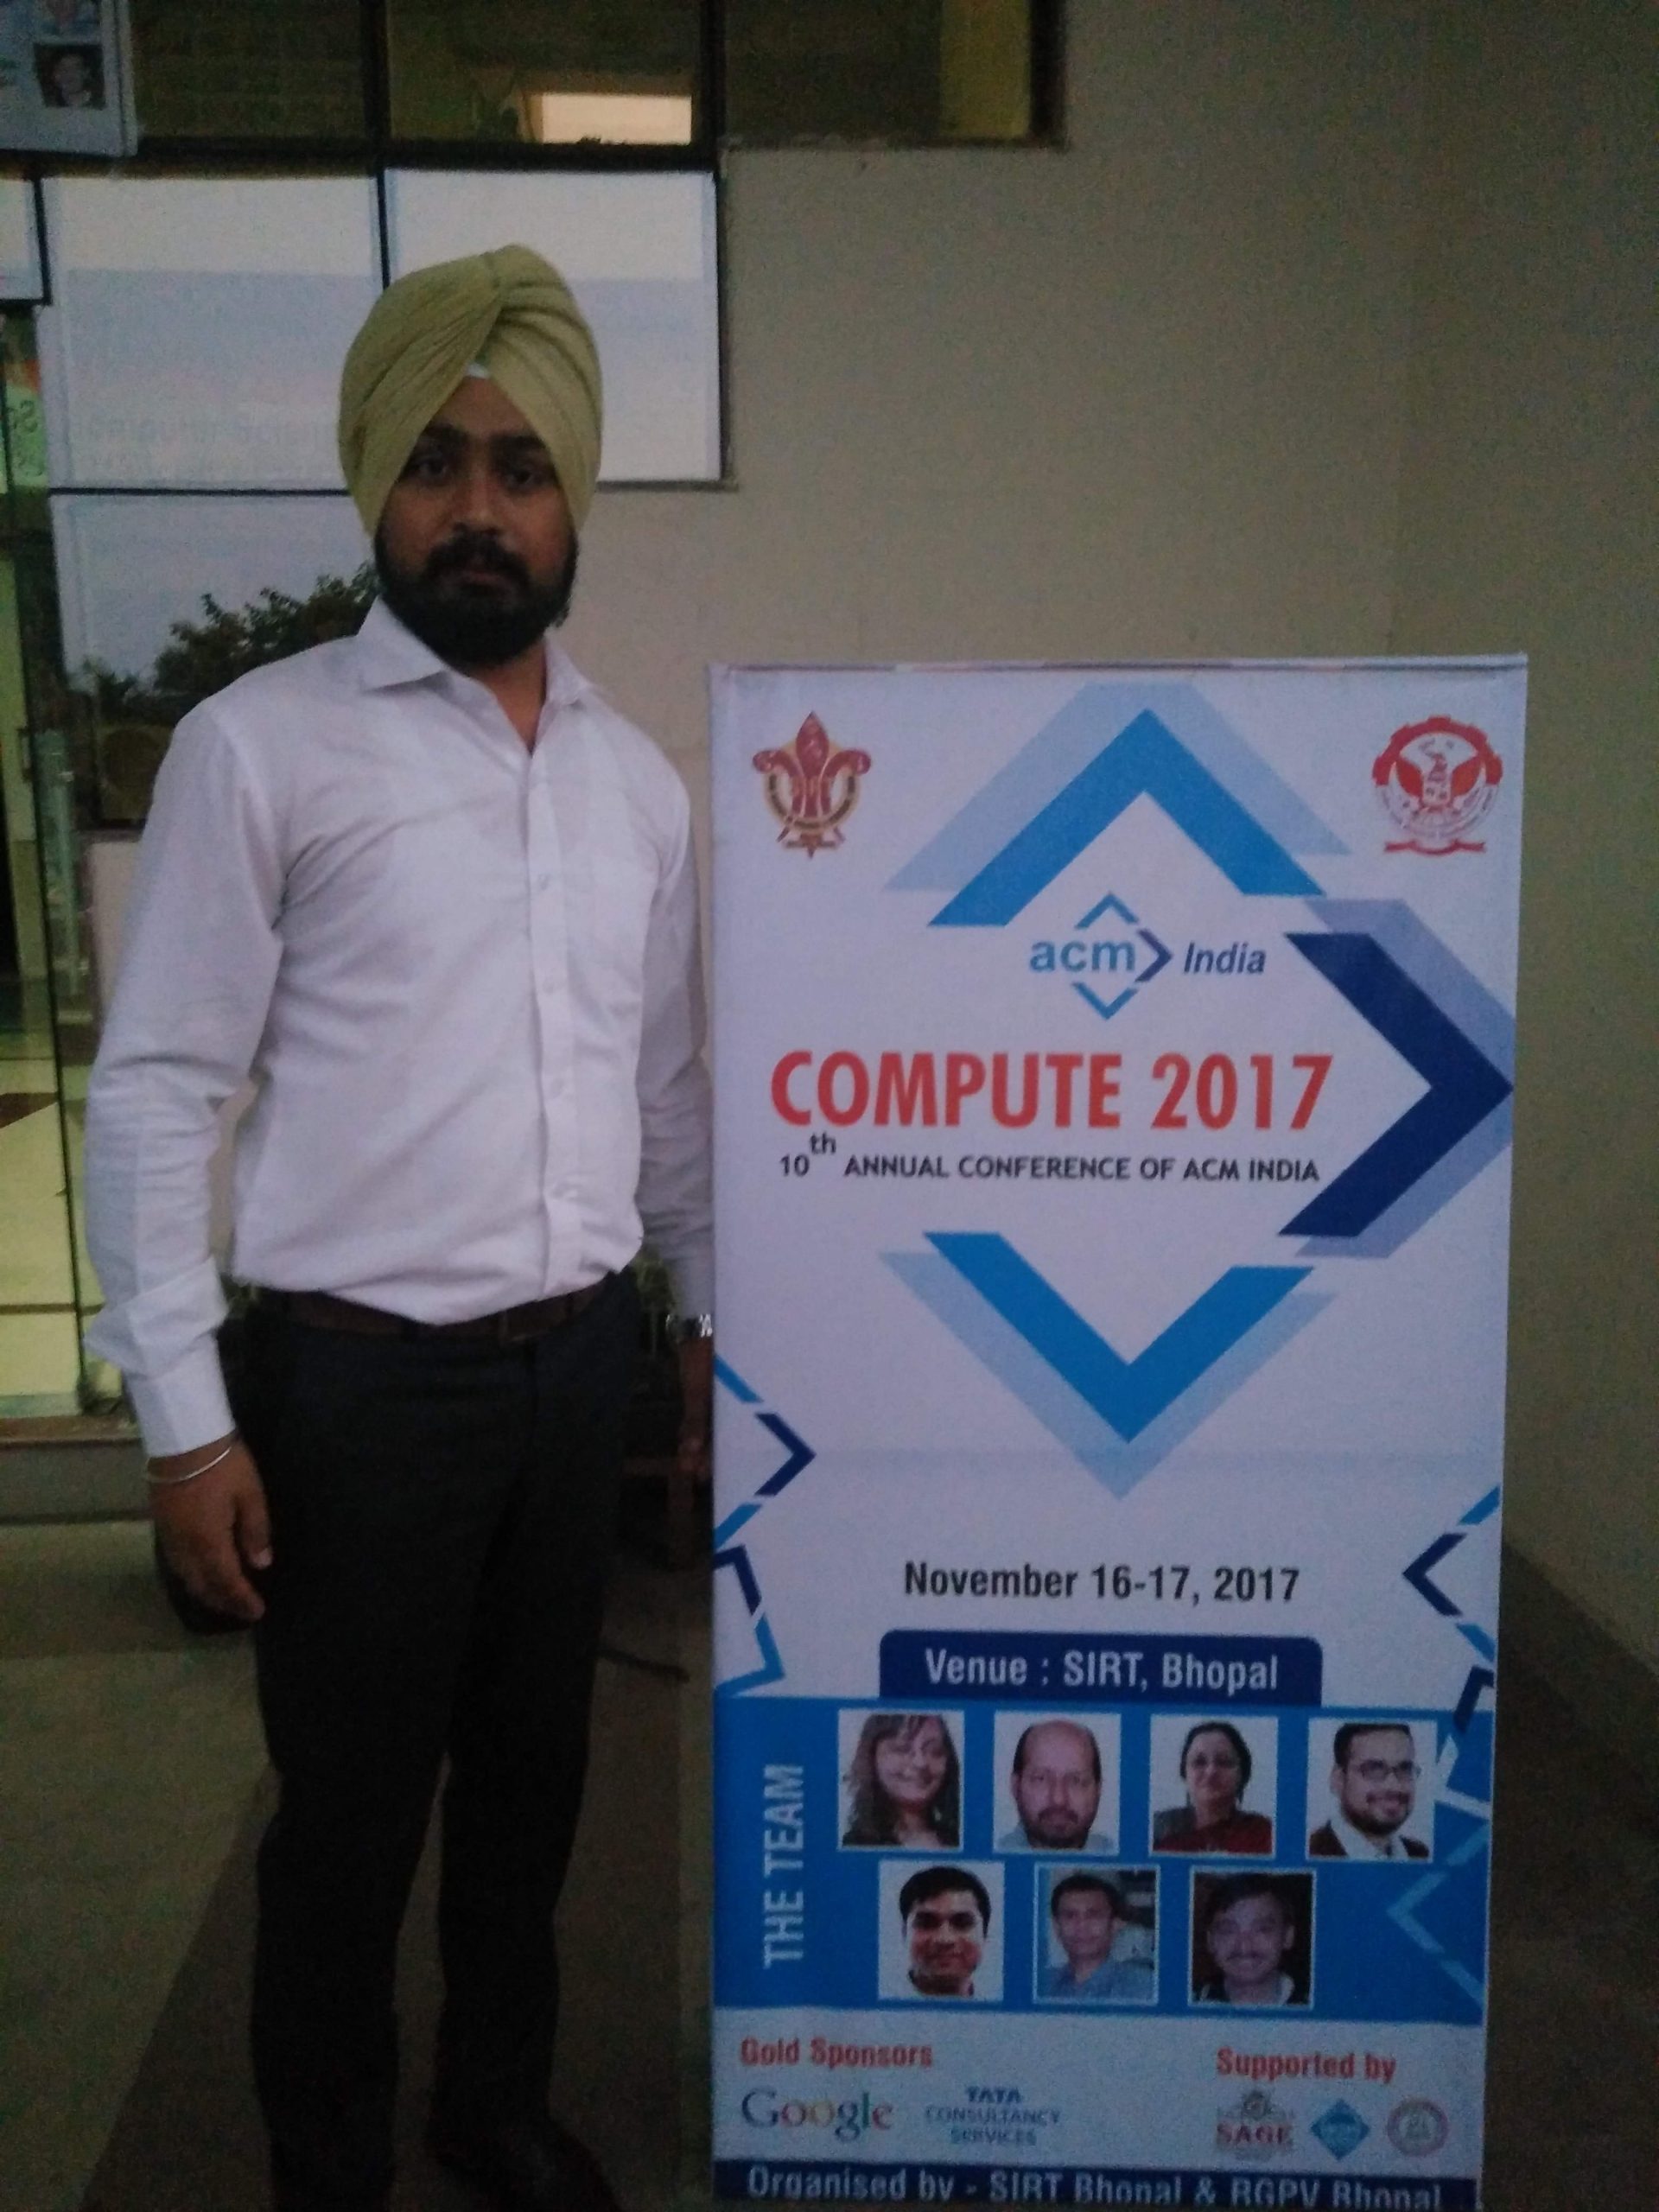 acm India
COMPUTE 2017
10th ANNUAL CONFERENCE OF ACM INDIA
November 16-17, 2017
Venue : SIRT, Bhopal
THE TEAM
Gold Sponsors
Supported by
Google
TATA
CONSULTANCY
SERVICES
SAGE
Organised by - SIRT Bhopal & RGPV Bhopal